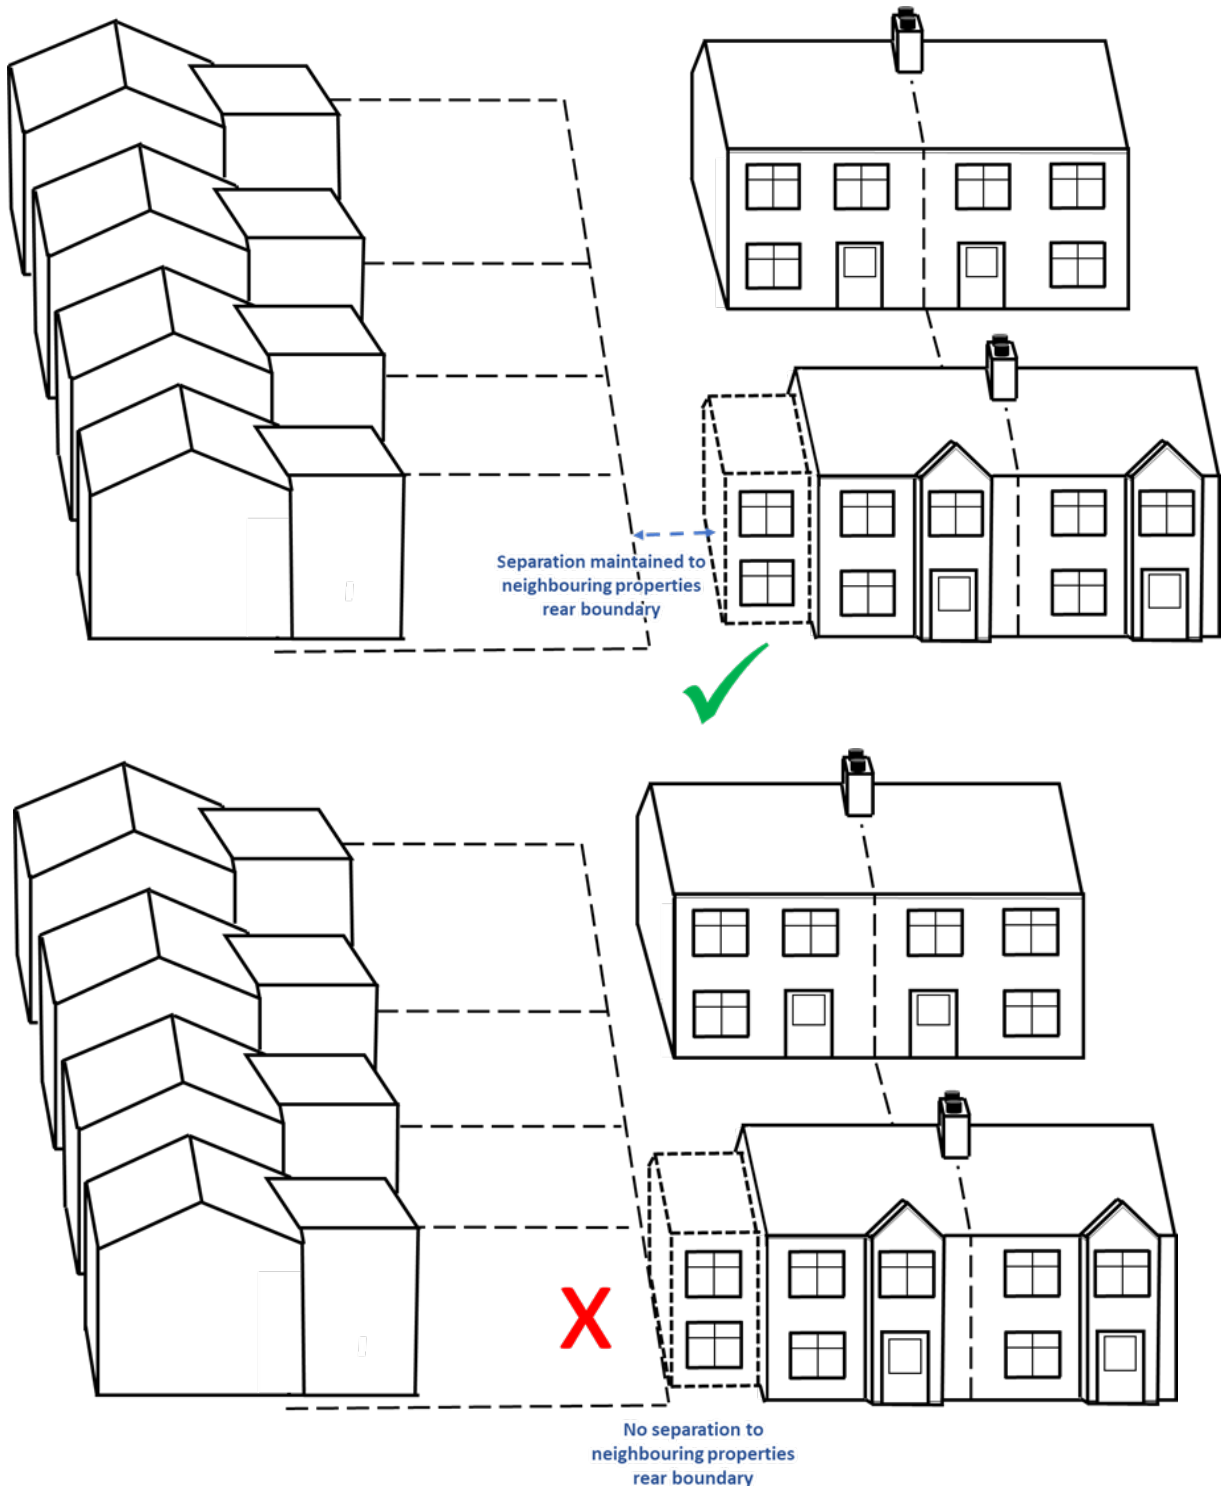 Separation maintained to
neighbouring properties
rear boundary
X
No separation to
neighbouring properties
rear boundary